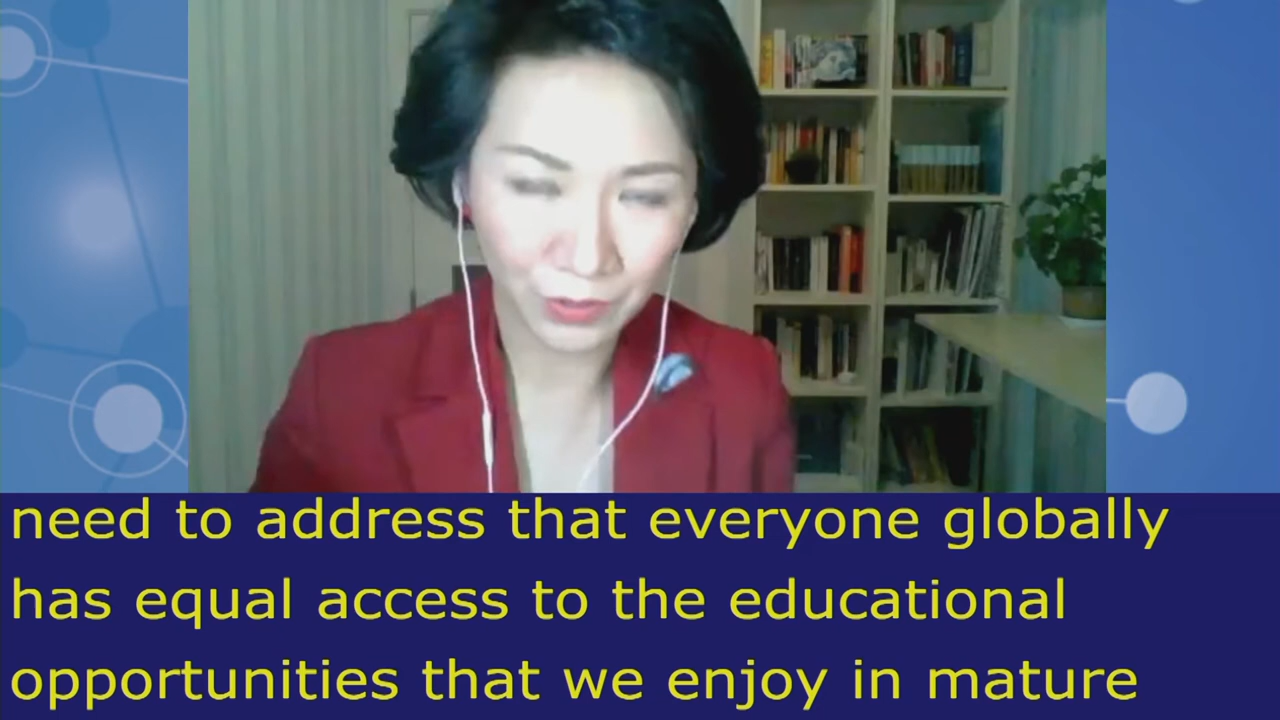 need to address that everyone globally
has equal access to the educational
opportunities that we enjoy in mature